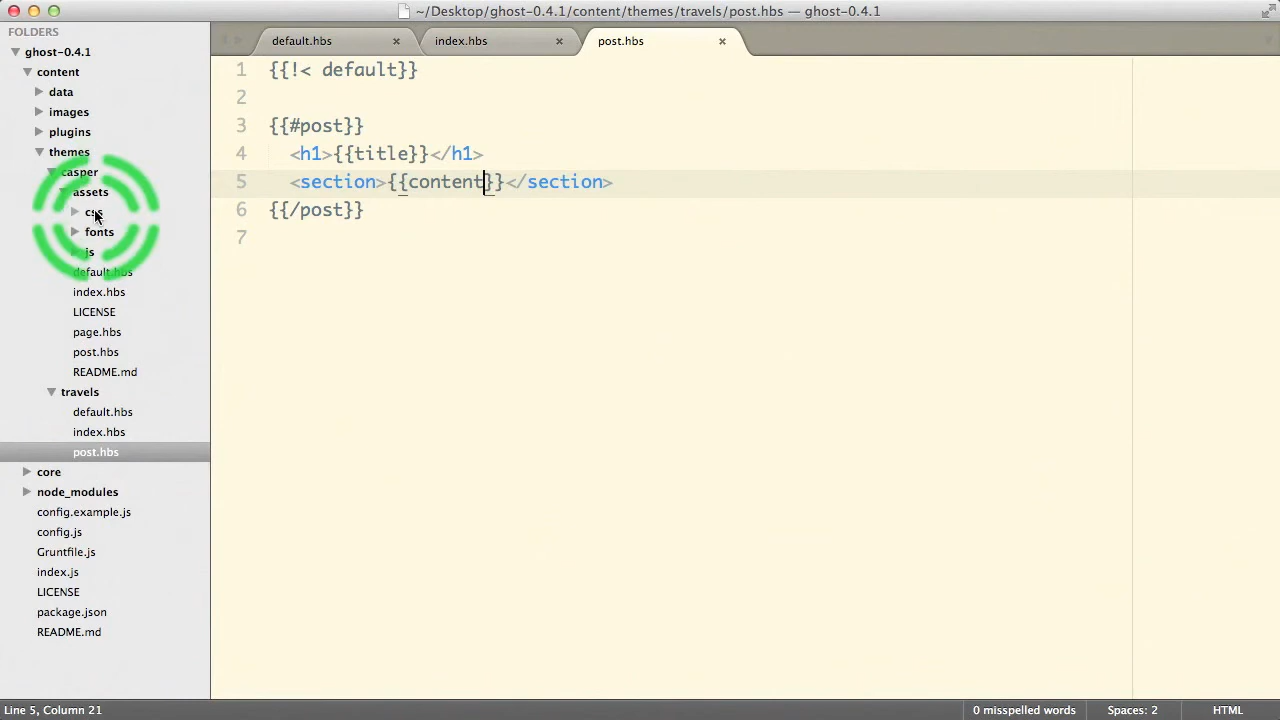 ~/Desktop/ghost-0.4.1/content/themes/travels/post.hbs — ghost-0.4.1
FOLDERS
ghost-0.4.1
content
data
images
plugins
themes
casper
assets
css
fonts
js
default.hbs
index.hbs
LICENSE
page.hbs
post.hbs
README.md
travels
default.hbs
index.hbs
post.hbs
core
node_modules
config.example.js
config.js
Gruntfile.js
index.js
LICENSE
package.json
README.md
default.hbs × index.hbs × post.hbs ×
1 {{!< default}}
2
3 {{#post}}
4 <h1>{{title}}</h1>
5 <section>{{content}}</section>
6 {{/post}}
7
Line 5, Column 21 0 misspelled words Spaces: 2 HTML